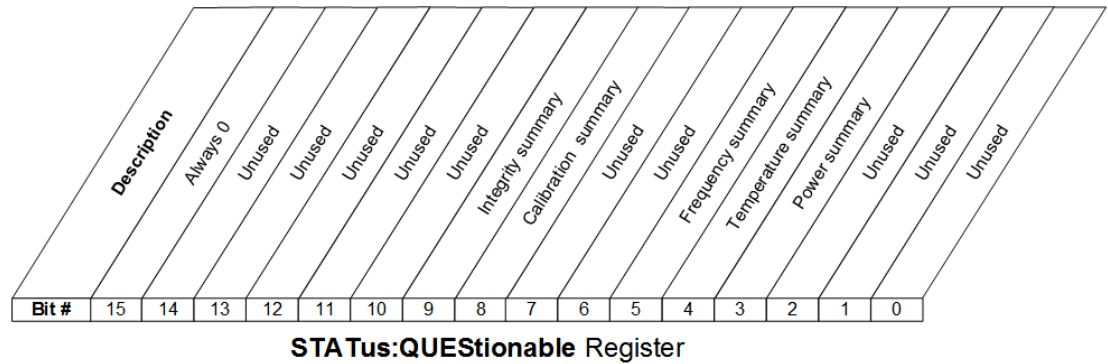 Description
Always 0
Unused
Unused
Unused
Unused
Unused
Integrity summary
Calibration summary
Unused
Unused
Frequency summary
Temperature summary
Power summary
Unused
Unused
Unused
Bit # 15 14 13 12 11 10 9 8 7 6 5 4 3 2 1 0
STATus:QUEStionable Register